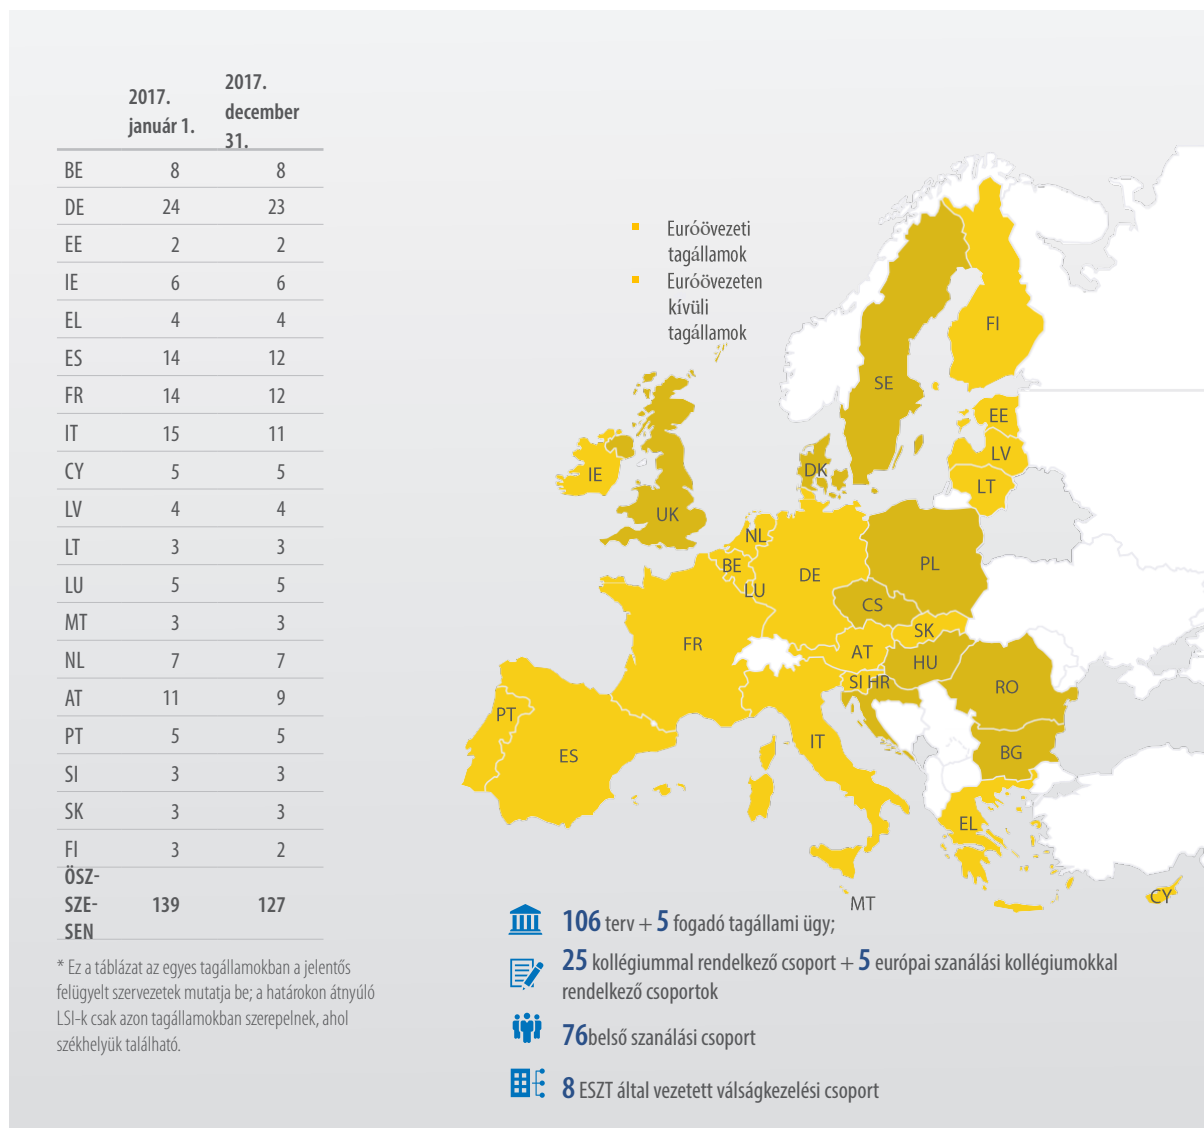 2017.
január 1.
2017.
december
31.
BE 8 8
DE 24 23
EE 2 2
IE 6 6
EL 4 4
ES 14 12
FR 14 12
IT 15 11
CY 5 5
LV 4 4
LT 3 3
LU 5 5
MT 3 3
NL 7 7
AT 11 9
PT 5 5
SI 3 3
SK 3 3
FI 3 2
ÖSZ-
SZE-
SEN
139 127
* Ez a táblázat az egyes tagállamokban a jelentős
felügyelt szervezetek mutatja be; a határokon átnyúló
LSI-k csak azon tagállamokban szerepelnek, ahol
székhelyük található.
Euróövezeti
tagállamok
Euróövezeten
kívüli
tagállamok
FI
SE
EE
LV
LT
DK
IE
UK
NL
BE
LU
DE
PL
CS
SK
FR
AT
HU
SI HR
RO
PT
ES
IT
BG
EL
MT
CY
106 terv + 5 fogadó tagállami ügy;
25 kollégiummal rendelkező csoport + 5 európai szanálási kollégiumokkal
rendelkező csoportok
76belső szanálási csoport
8 ESZT által vezetett válságkezelési csoport